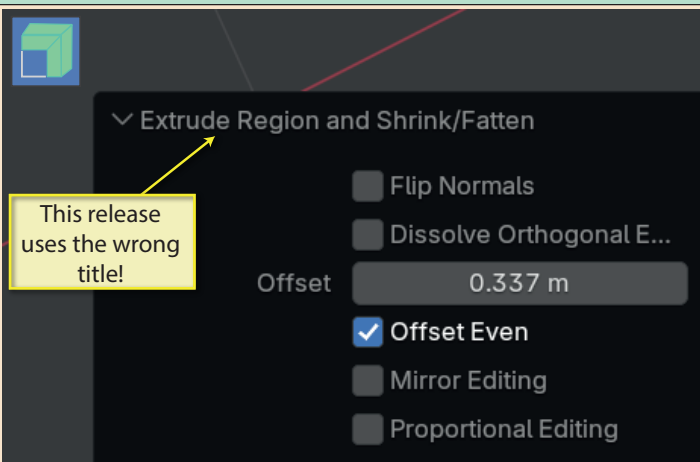 Extrude Region and Shrink/Fatten
Flip Normals
This release
uses the wrong
title!
Dissolve Orthogonal E...
Offset 0.337 m
Offset Even
Mirror Editing
Proportional Editing